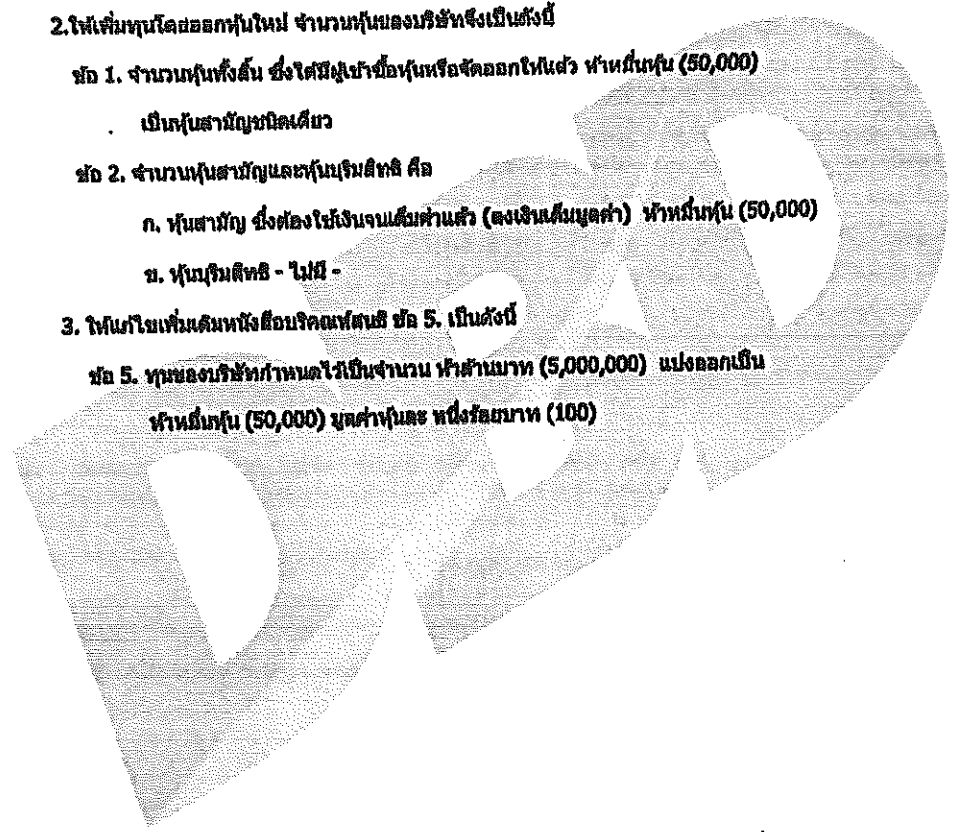 2.ให้เพิ่มทุนโดยออกหุ้นใหม่ จำนวนหุ้นของบริษัทจึงเป็นดังนี้
ข้อ 1. จำนวนหุ้นทั้งสิ้น ซึ่งได้มีผู้เข้าซื้อหุ้นหรือจัดออกให้แล้ว ห้าหมื่นหุ้น (50,000)
เป็นหุ้นสามัญชนิดเดียว
ข้อ 2. จำนวนหุ้นสามัญและหุ้นบุริมสิทธิ คือ
ก. หุ้นสามัญ ซึ่งต้องใช้เงินจนเต็มค่าแล้ว (ลงเงินเต็มมูลค่า) ห้าหมื่นหุ้น (50,000)
ข. หุ้นบุริมสิทธิ - ไม่มี -
3. ให้แก้ไขเพิ่มเติมหนังสือบริคณห์สนธิ ข้อ 5. เป็นดังนี้
ข้อ 5. ทุนของบริษัทกำหนดไว้เป็นจำนวน ห้าล้านบาท (5,000,000) แบ่งออกเป็น
ห้าหมื่นหุ้น (50,000) มูลค่าหุ้นละ หนึ่งร้อยบาท (100)
DBD